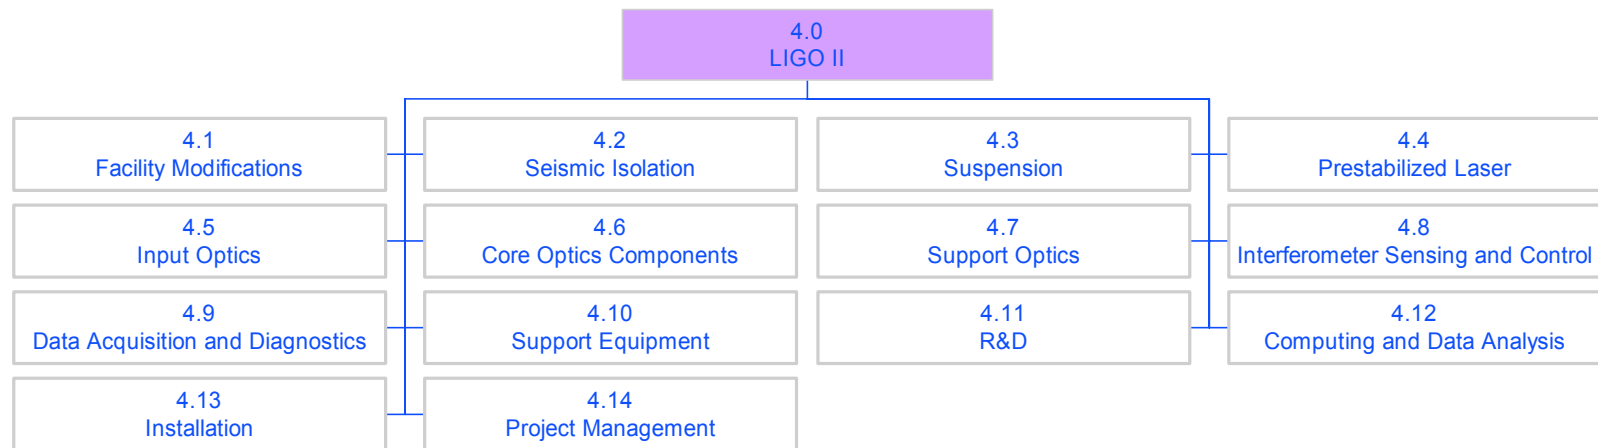 4.0
LIGO II
4.1
Facility Modifications
4.2
Seismic Isolation
4.3
Suspension
4.4
Prestabilized Laser
4.5
Input Optics
4.6
Core Optics Components
4.7
Support Optics
4.8
Interferometer Sensing and Control
4.9
Data Acquisition and Diagnostics
4.10
Support Equipment
4.11
R&D
4.12
Computing and Data Analysis
4.13
Installation
4.14
Project Management